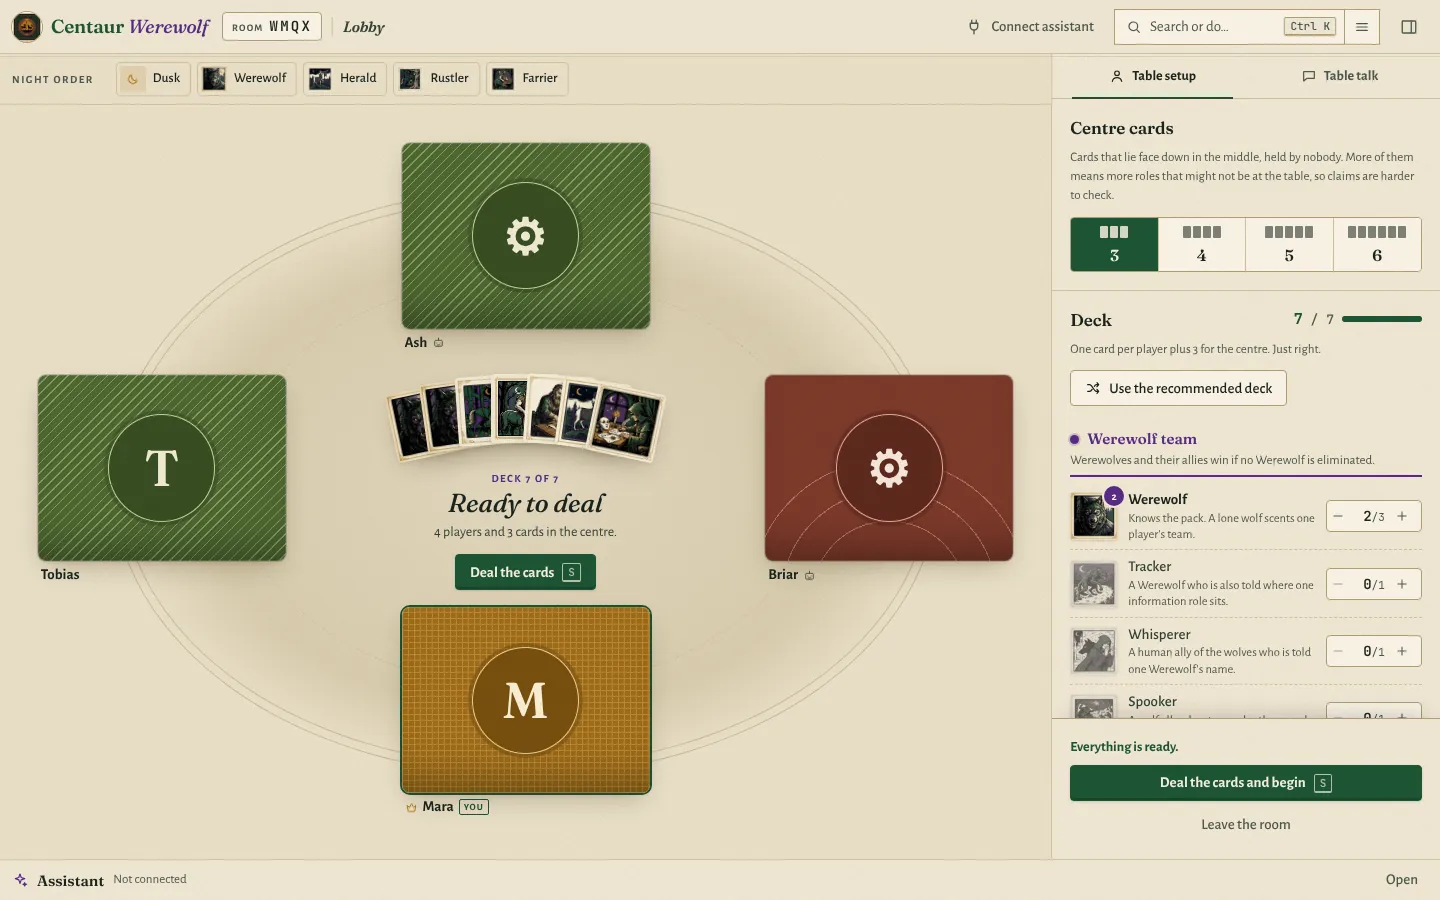 Centaur Werewolf
ROOM WMQX
Lobby
Connect assistant
Search or do...
Ctrl K
NIGHT ORDER
Dusk
Werewolf
Herald
Rustler
Farrier
Table setup
Table talk
Ash
T
Tobias
Briar
DECK 7 OF 7
Ready to deal
4 players and 3 cards in the centre.
Deal the cards S
M
Mara YOU
Centre cards
Cards that lie face down in the middle, held by nobody. More of them
means more roles that might not be at the table, so claims are harder
to check.
3
4
5
6
Deck
7 / 7
One card per player plus 3 for the centre. Just right.
Use the recommended deck
Werewolf team
Werewolves and their allies win if no Werewolf is eliminated.
2
Werewolf
Knows the pack. A lone wolf scents one
player's team.
− 2/3 +
Tracker
A Werewolf who is also told where one
information role sits.
− 0/1 +
Whisperer
A human ally of the wolves who is told
one Werewolf's name.
− 0/1 +
Spooker
0/1
Everything is ready.
Deal the cards and begin S
Leave the room
Assistant
Not connected
Open